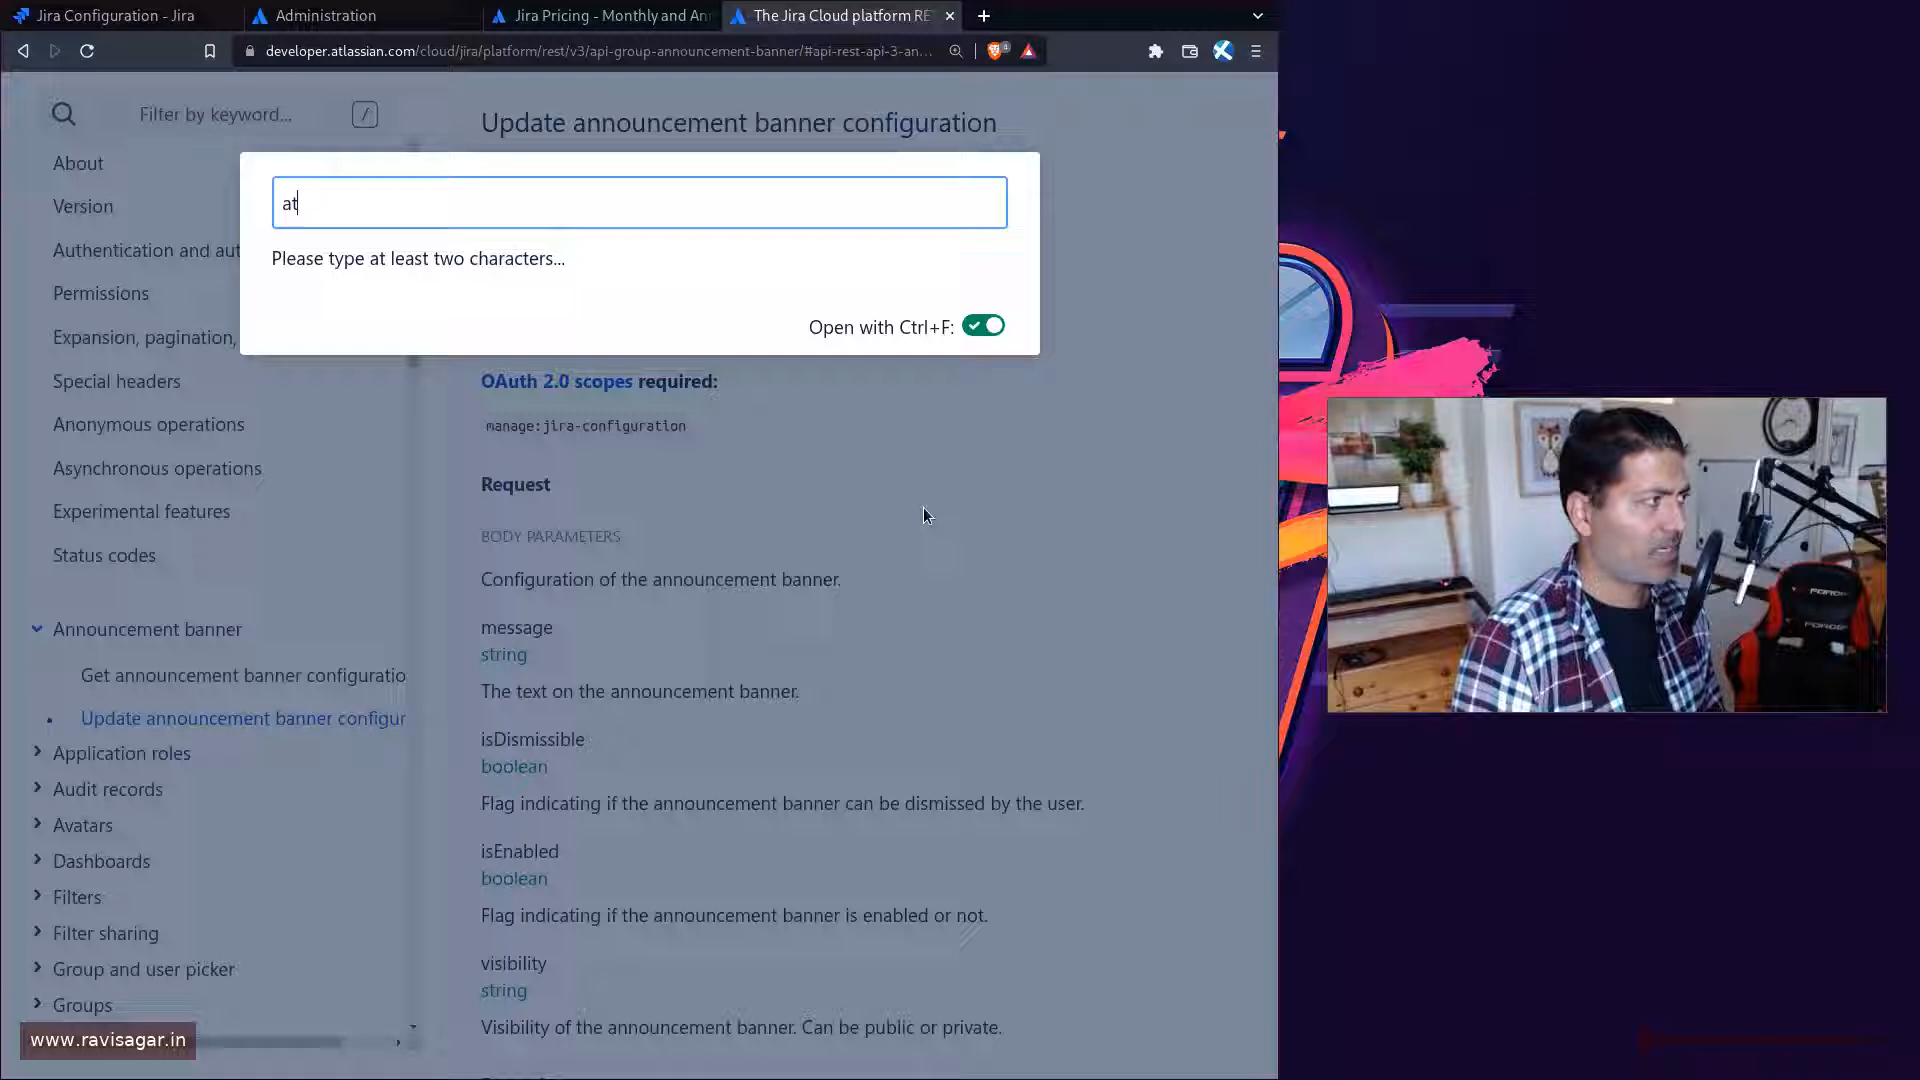 Jira Configuration - Jira
Administration
Jira Pricing - Monthly and Ann
The Jira Cloud platform RE
developer.atlassian.com/cloud/jira/platform/rest/v3/api-group-announcement-banner/#api-rest-api-3-an...
Filter by keyword...
/
Update announcement banner configuration
About
at
Version
Authentication and aut
Please type at least two characters...
Permissions
Expansion, pagination,
Open with Ctrl+F:
Special headers
OAuth 2.0 scopes required:
Anonymous operations
manage:jira-configuration
Asynchronous operations
Request
Experimental features
BODY PARAMETERS
Status codes
Configuration of the announcement banner.
Announcement banner
message
string
Get announcement banner configuratio
The text on the announcement banner.
Update announcement banner configur
isDismissible
Application roles
boolean
Audit records
Flag indicating if the announcement banner can be dismissed by the user.
Avatars
isEnabled
Dashboards
boolean
Filters
Flag indicating if the announcement banner is enabled or not.
Filter sharing
visibility
Group and user picker
string
Groups
Visibility of the announcement banner. Can be public or private.
www.ravisagar.in